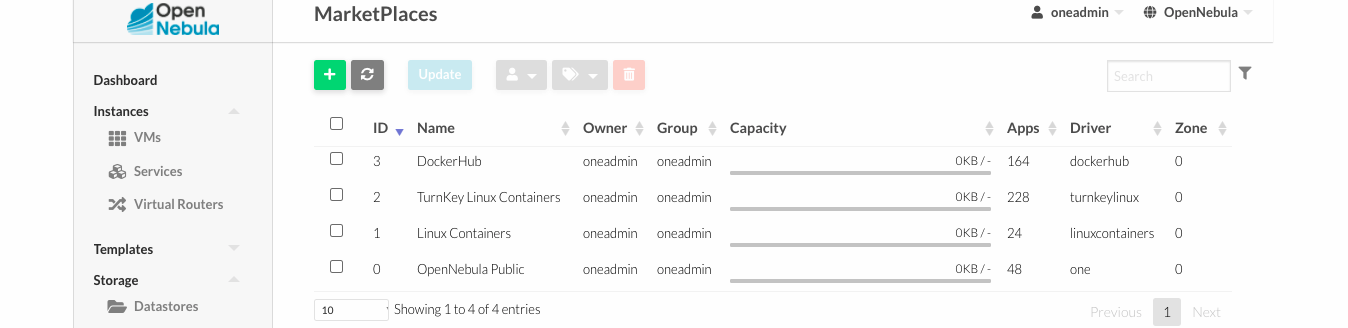 Open
Nebula
MarketPlaces
oneadmin
OpenNebula
Dashboard
Instances
VMs
Services
Virtual Routers
Templates
Storage
Datastores
Update
Search
ID Name Owner Group Capacity Apps Driver Zone
3 DockerHub oneadmin oneadmin 0KB / - 164 dockerhub 0
2 TurnKey Linux Containers oneadmin oneadmin 0KB / - 228 turnkeylinux 0
1 Linux Containers oneadmin oneadmin 0KB / - 24 linuxcontainers 0
0 OpenNebula Public oneadmin oneadmin 0KB / - 48 one 0
10 Showing 1 to 4 of 4 entries
Previous 1 Next